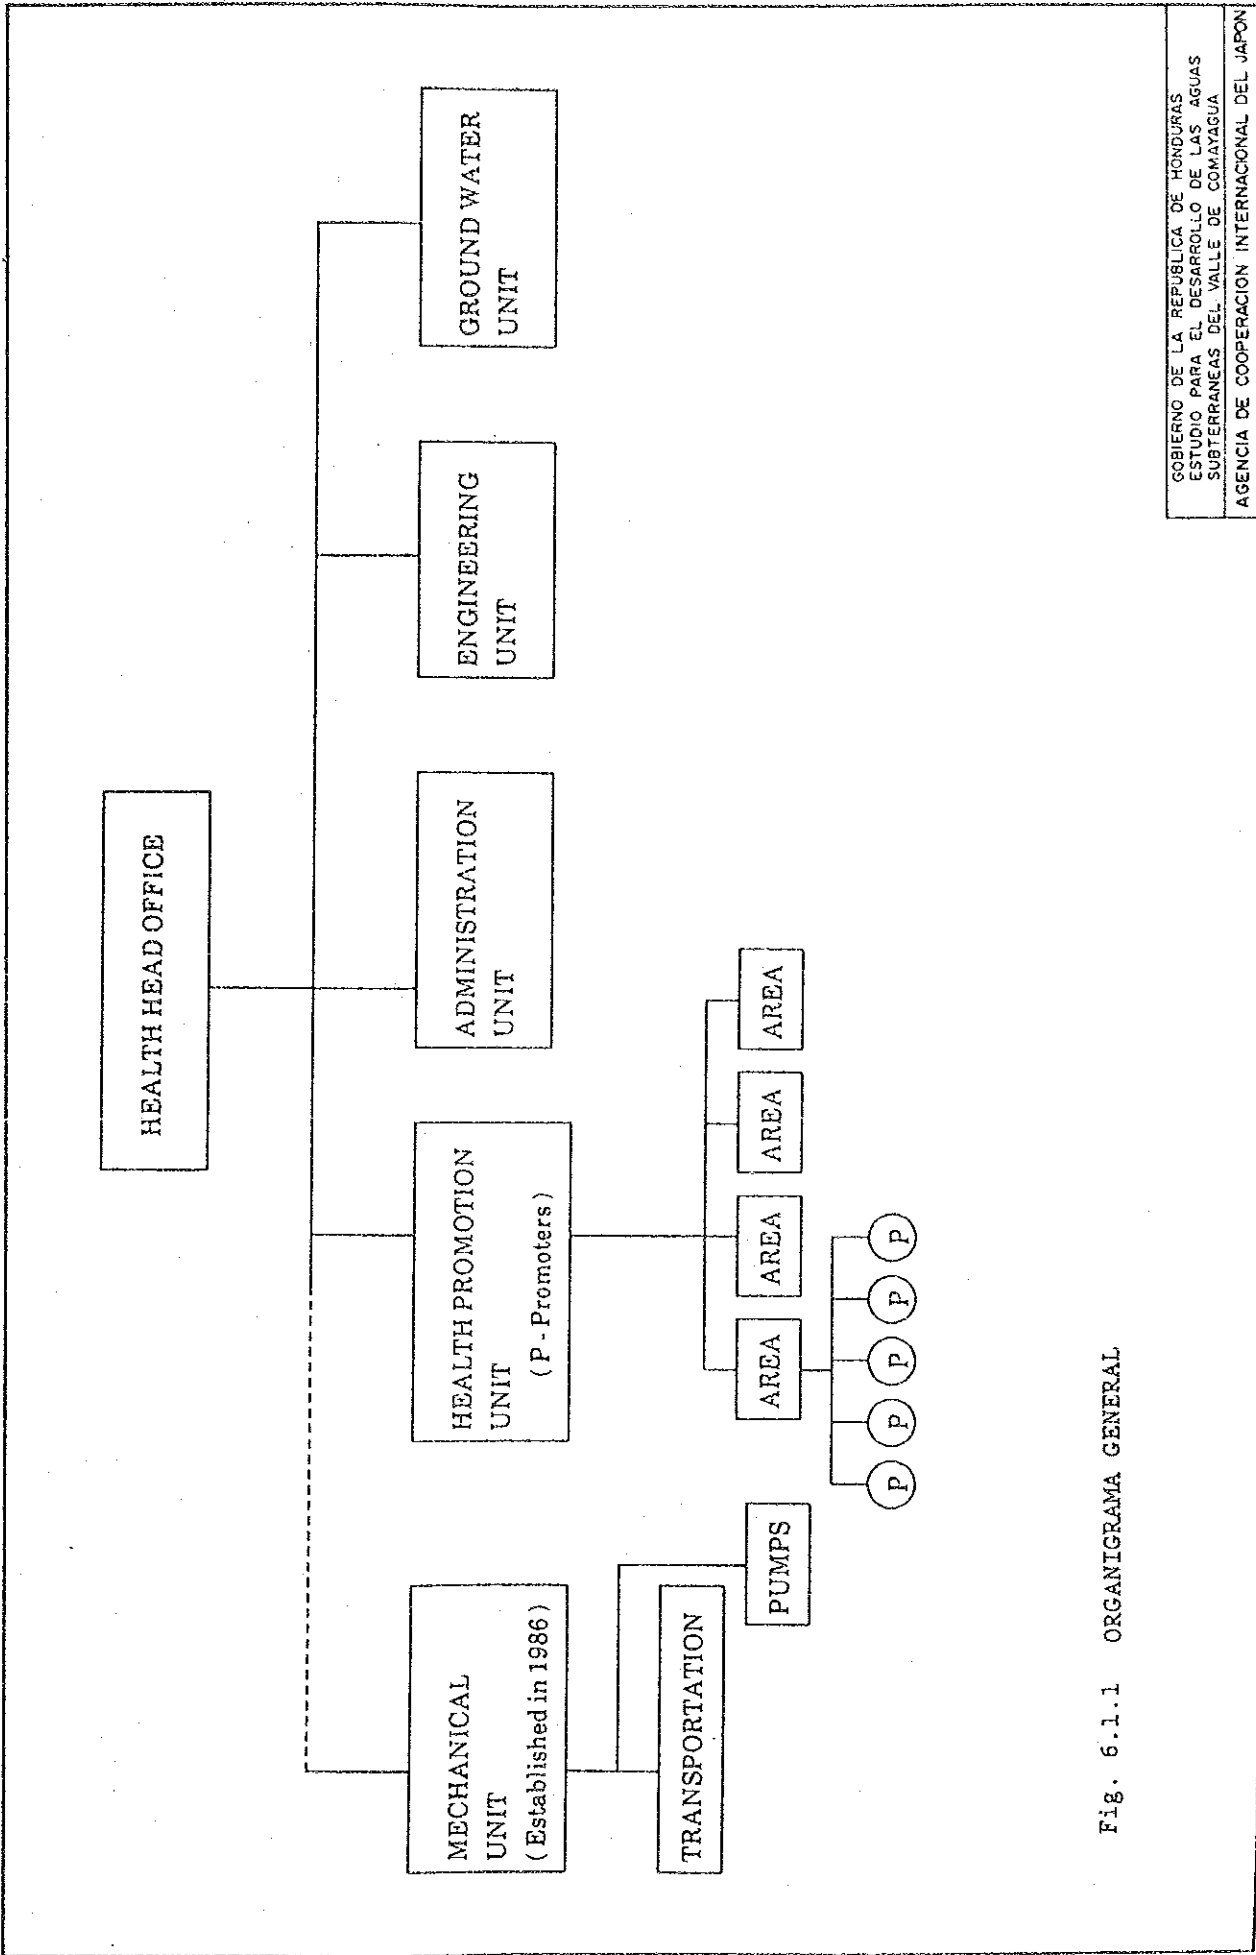 HEALTH HEAD OFFICE
MECHANICAL
UNIT
(Established in 1986)
HEALTH PROMOTION
UNIT
(P - Promoters)
ADMINISTRATION
UNIT
ENGINEERING
UNIT
GROUND WATER
UNIT
TRANSPORTATION
PUMPS
AREA
AREA
AREA
AREA
P
P
P
P
P
Fig. 6.1.1 ORGANIGRAMA GENERAL
GOBIERNO DE LA REPUBLICA DE HONDURAS
ESTUDIO PARA EL DESARROLLO DE LAS AGUAS
SUBTERRANEAS DEL VALLE DE COMAYAGUA
AGENCIA DE COOPERACION INTERNACIONAL DEL JAPON